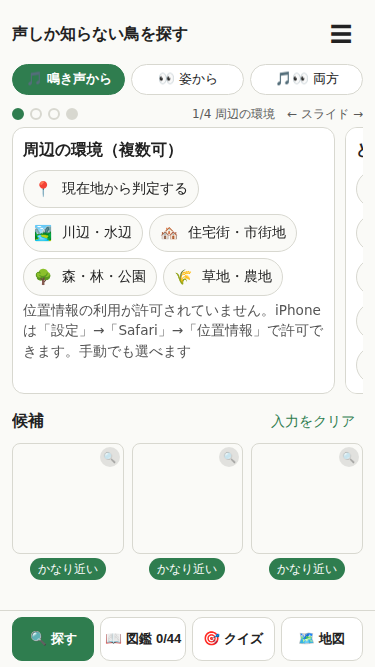 声しか知らない鳥を探す
鳴き声から
姿から
両方
1/4 周辺の環境 ← スライド →
周辺の環境（複数可）
現在地から判定する
川辺・水辺
住宅街・市街地
森・林・公園
草地・農地
位置情報の利用が許可されていません。iPhone
は「設定」→「Safari」→「位置情報」で許可で
きます。手動でも選べます
候補
入力をクリア
かなり近い
かなり近い
かなり近い
探す
図鑑 0/44
クイズ
地図